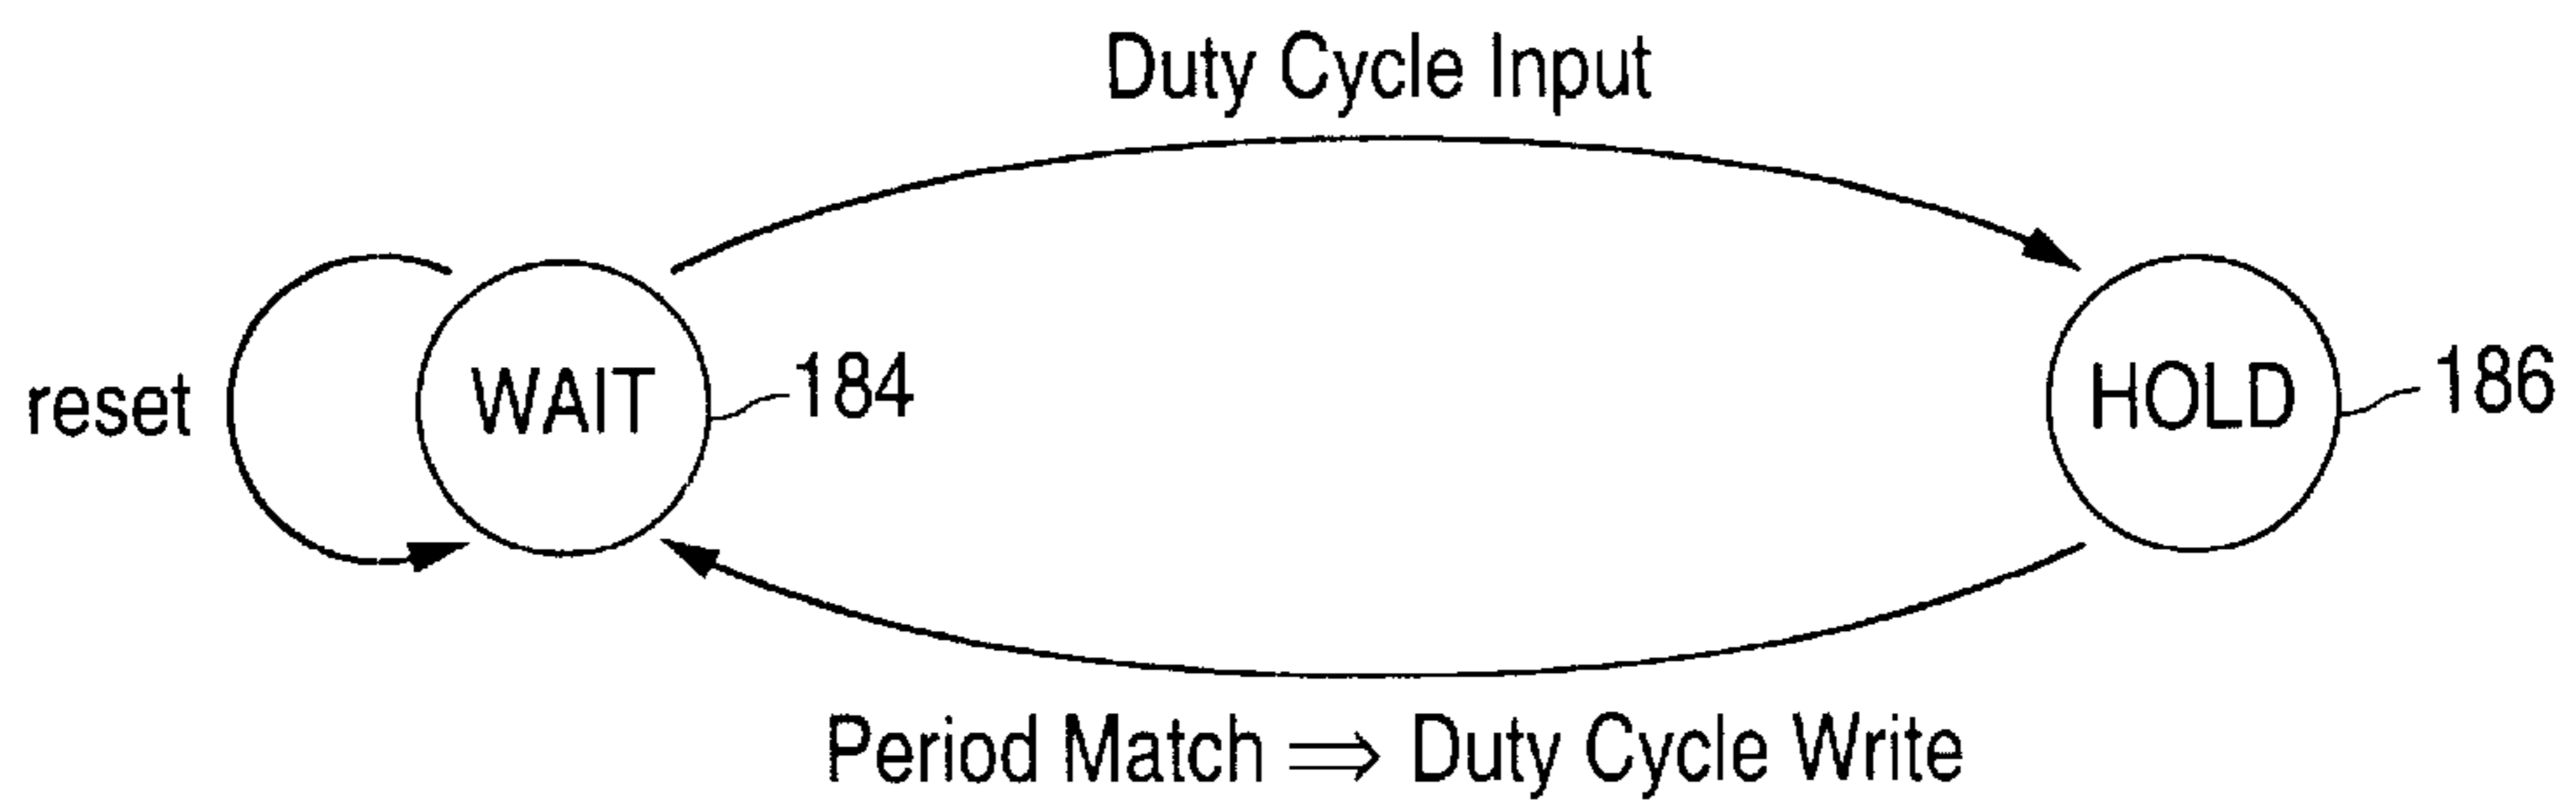 Duty Cycle Input
reset
WAIT
184
HOLD
186
Period Match ⇒ Duty Cycle Write